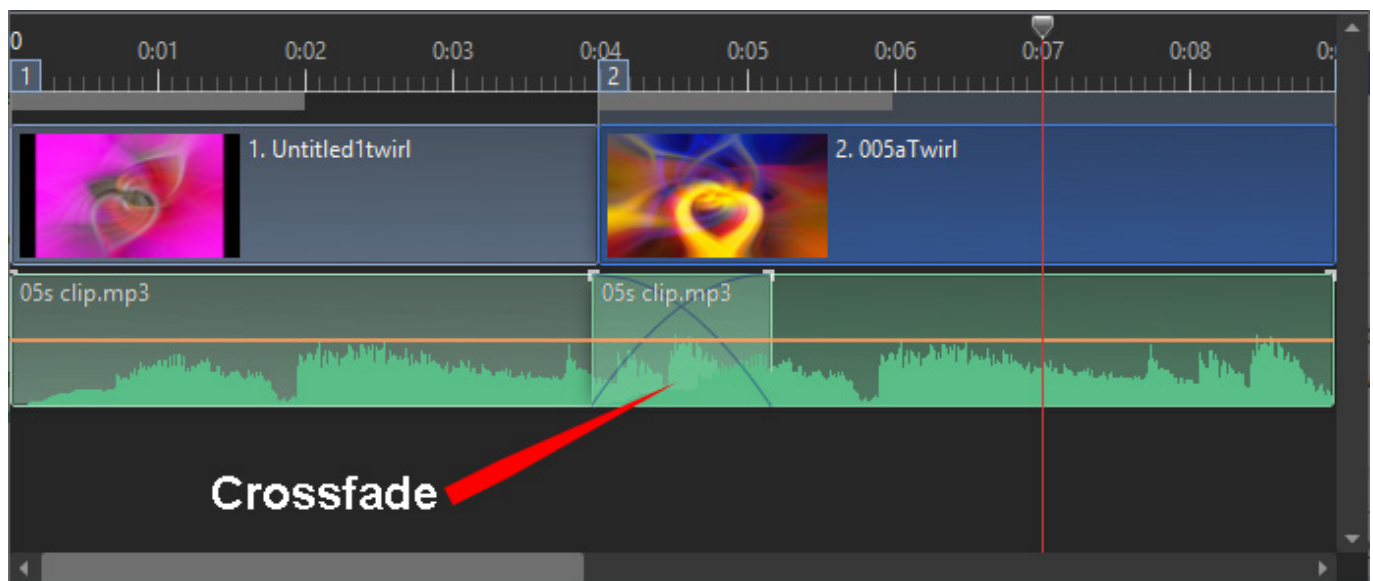 0 0:01 0:02 0:03 0:04 0:05 0:06 0:07 0:08 0:
1 2
1. Untitled1twirl 2. 005aTwirl
05s clip.mp3 05s clip.mp3
Crossfade